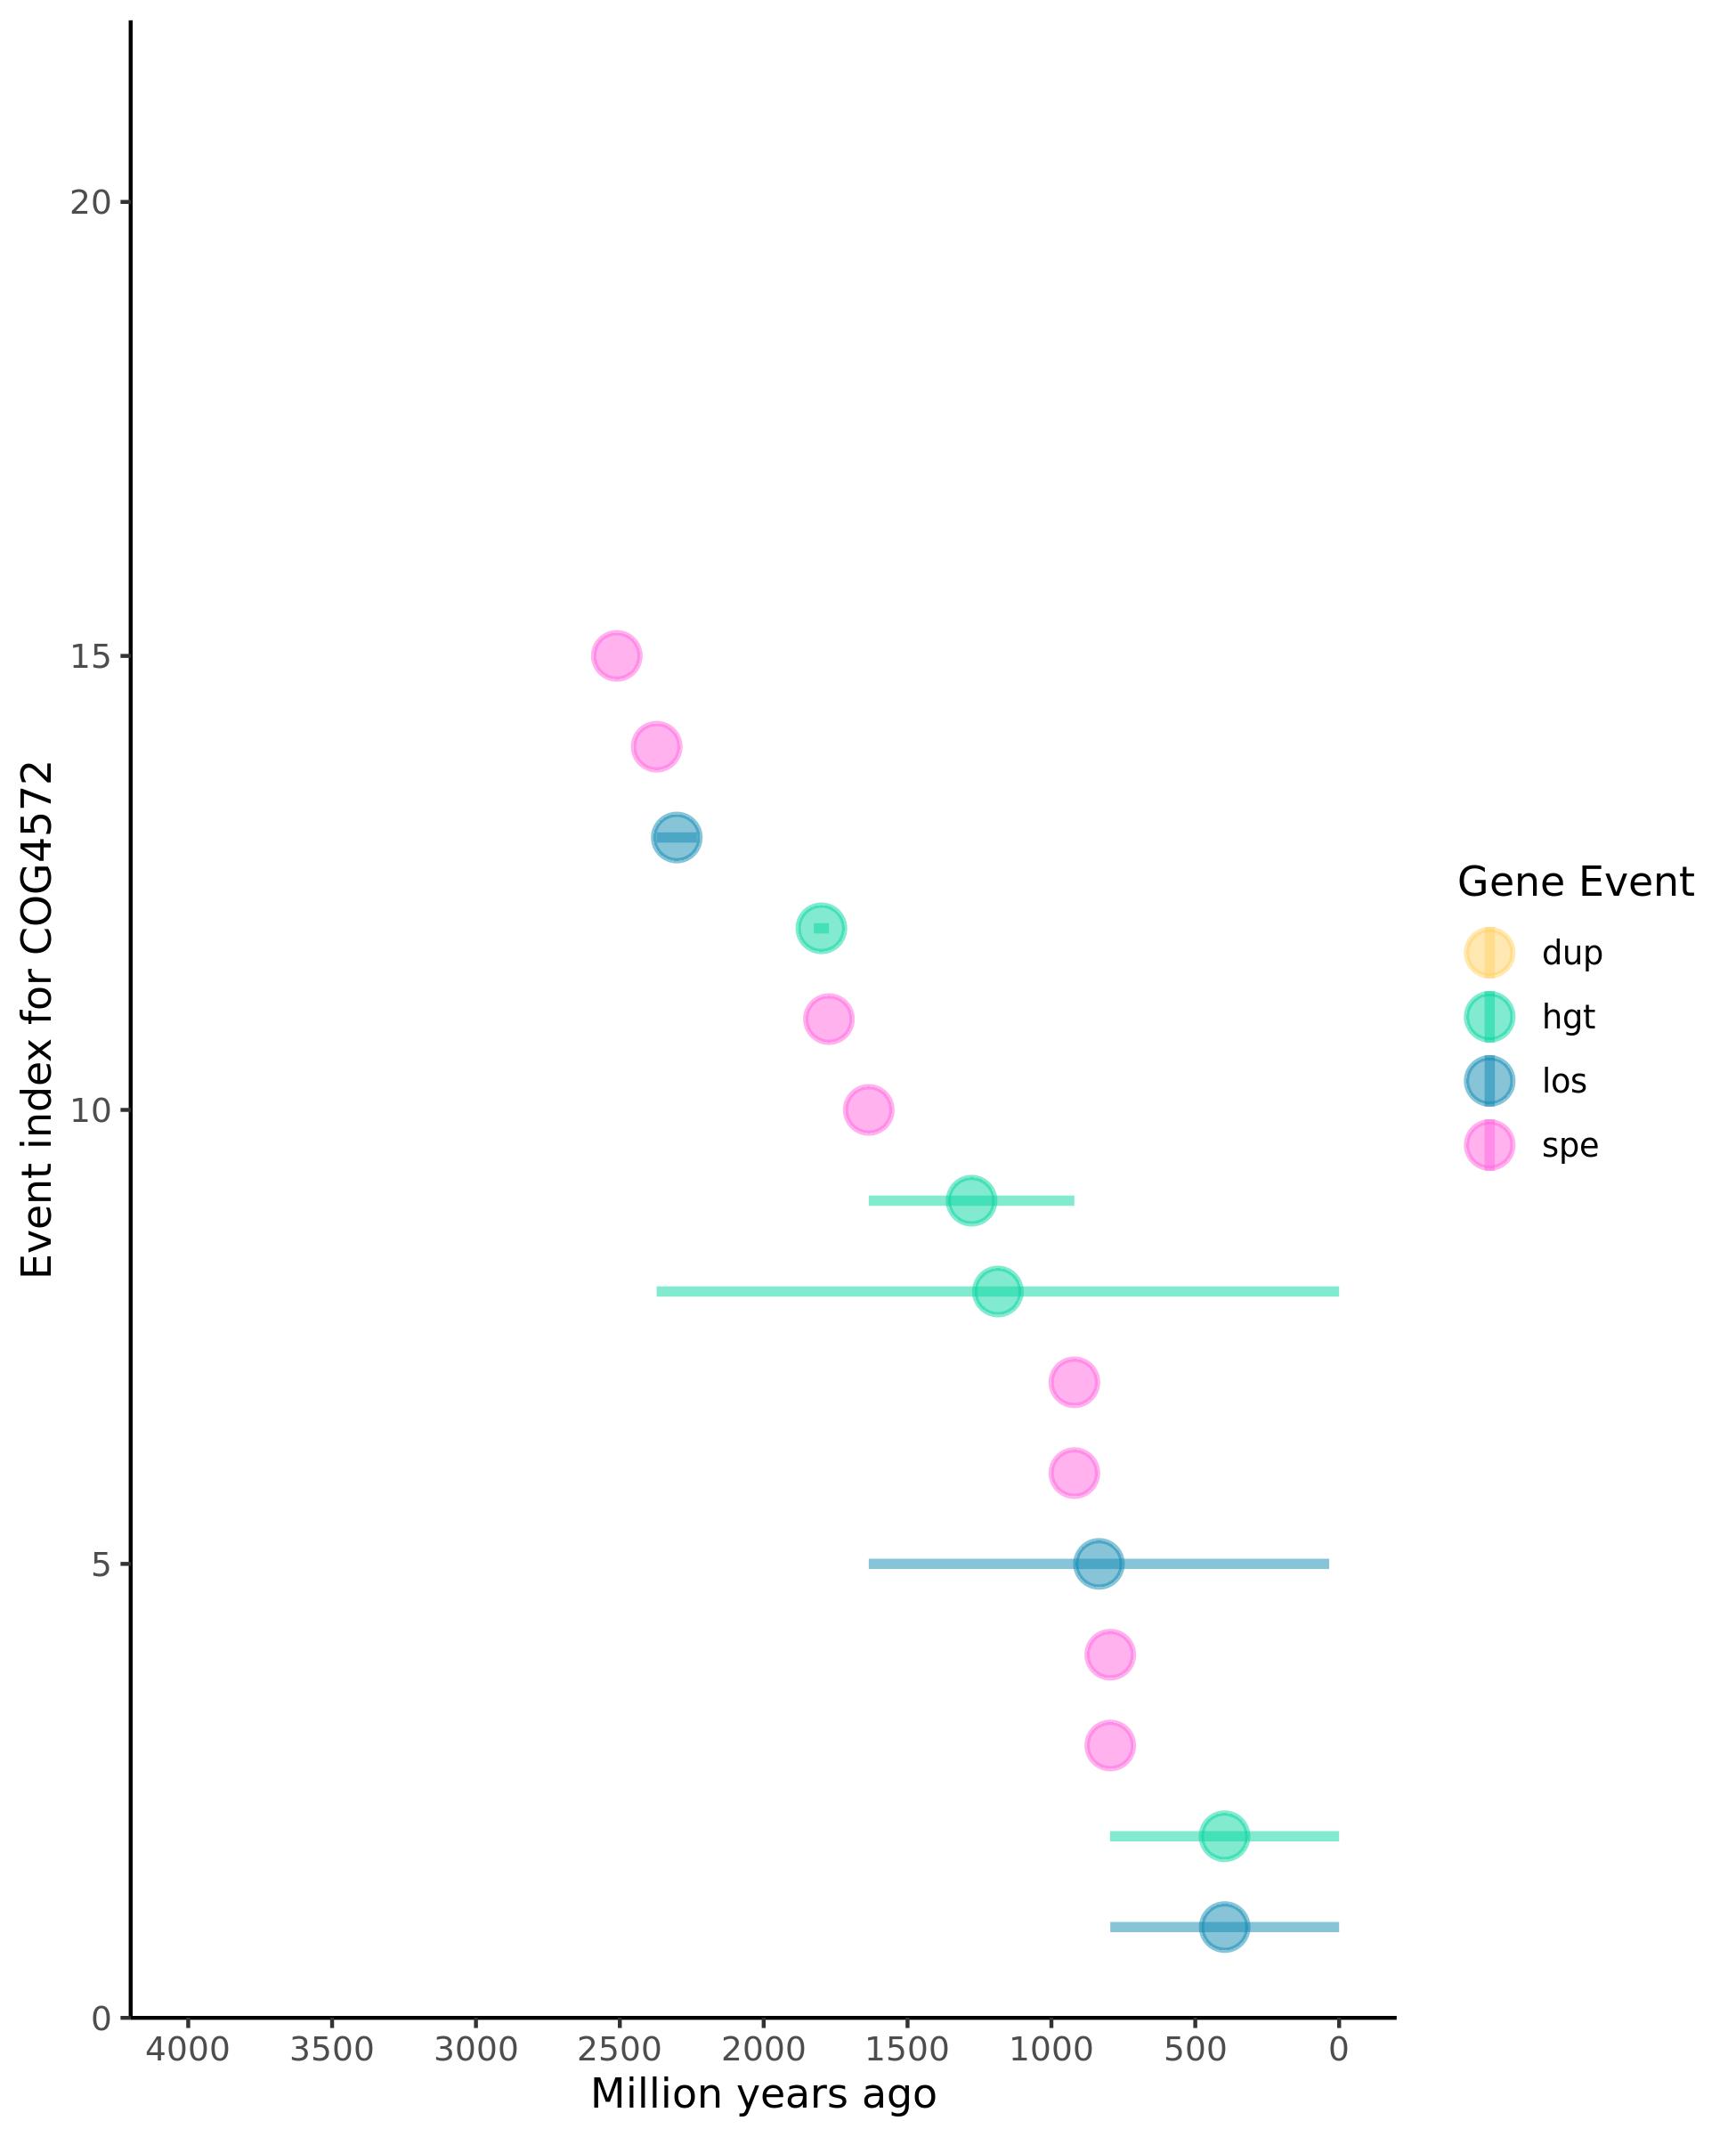 Event index for COG4572
20
15
10
5
0
4000 3500 3000 2500 2000 1500 1000 500 0
Million years ago
Gene Event
dup
hgt
los
spe